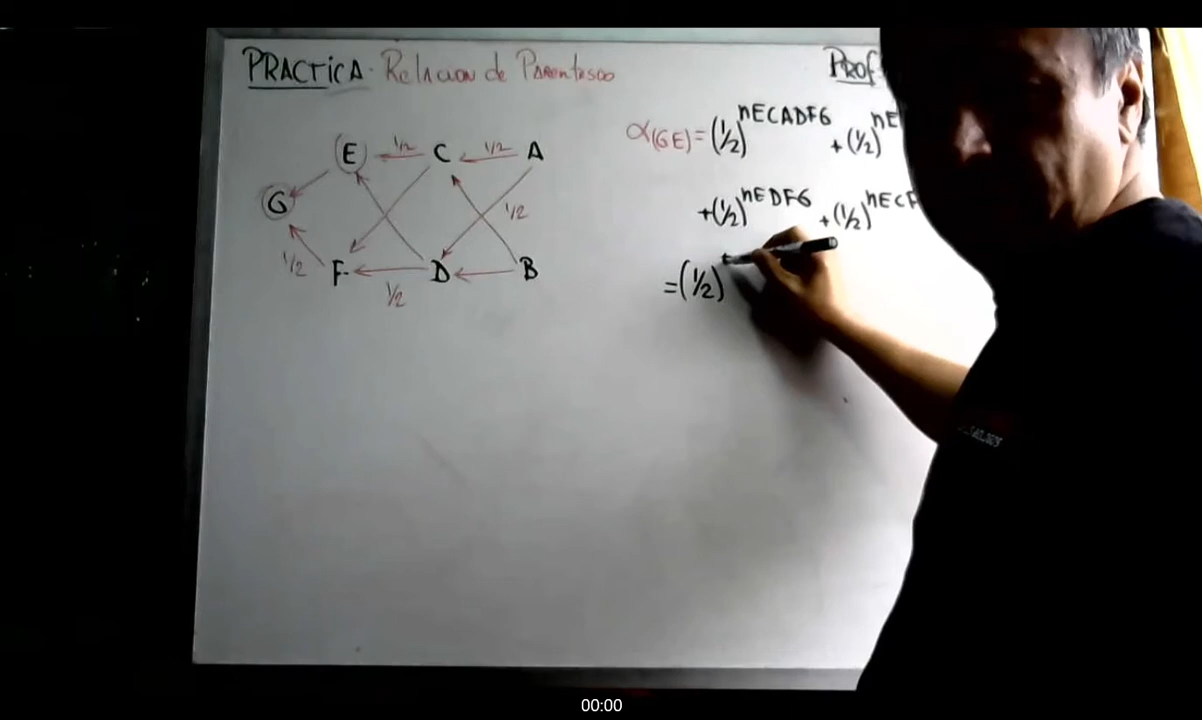 PRACTICA. Relacion de Parentesco
PROF.
E 1/2 C 1/2 A
G
1/2
1/2 F D B
1/2
α(GE) = (1/2)^nECADFG + (1/2)^nE
+ (1/2)^nEDFG + (1/2)^nECF
= (1/2)
00:00